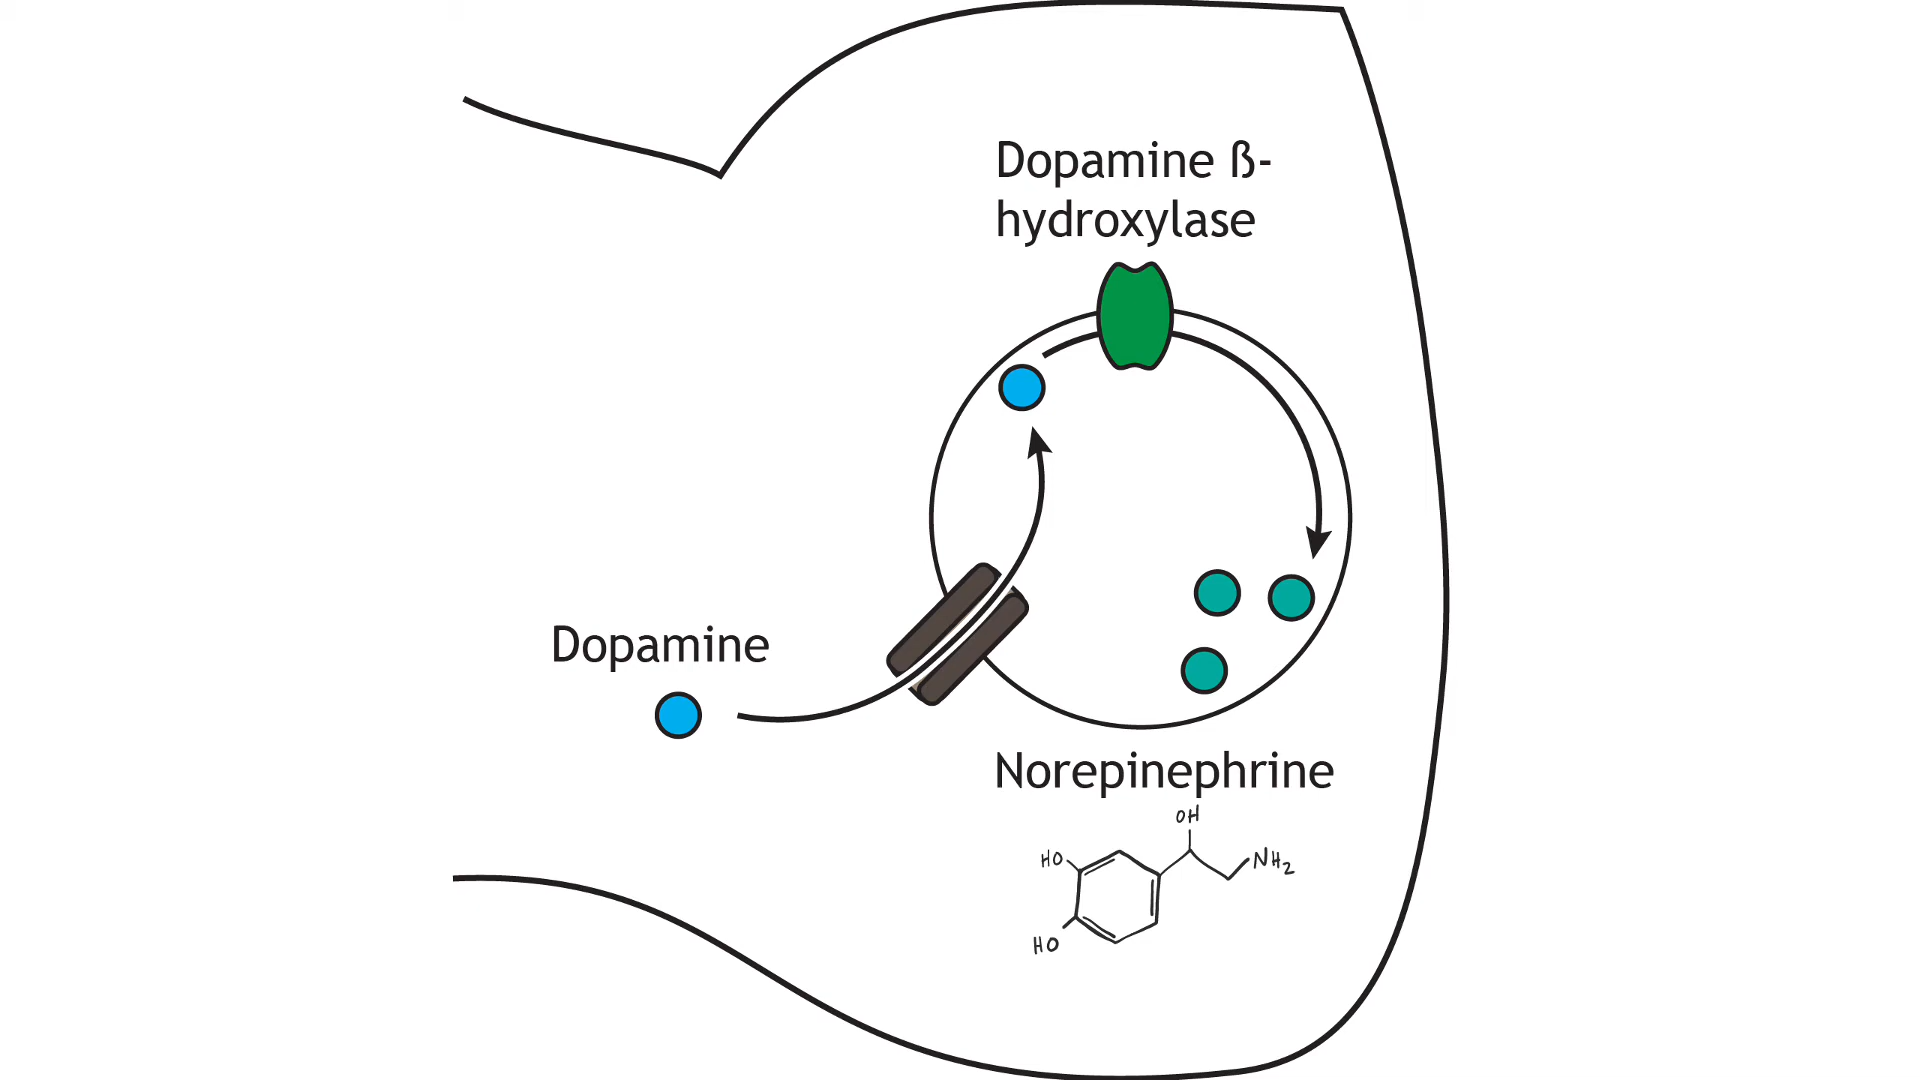 Dopamine ß-
hydroxylase
Dopamine
Norepinephrine
OH
HO
NH2
HO